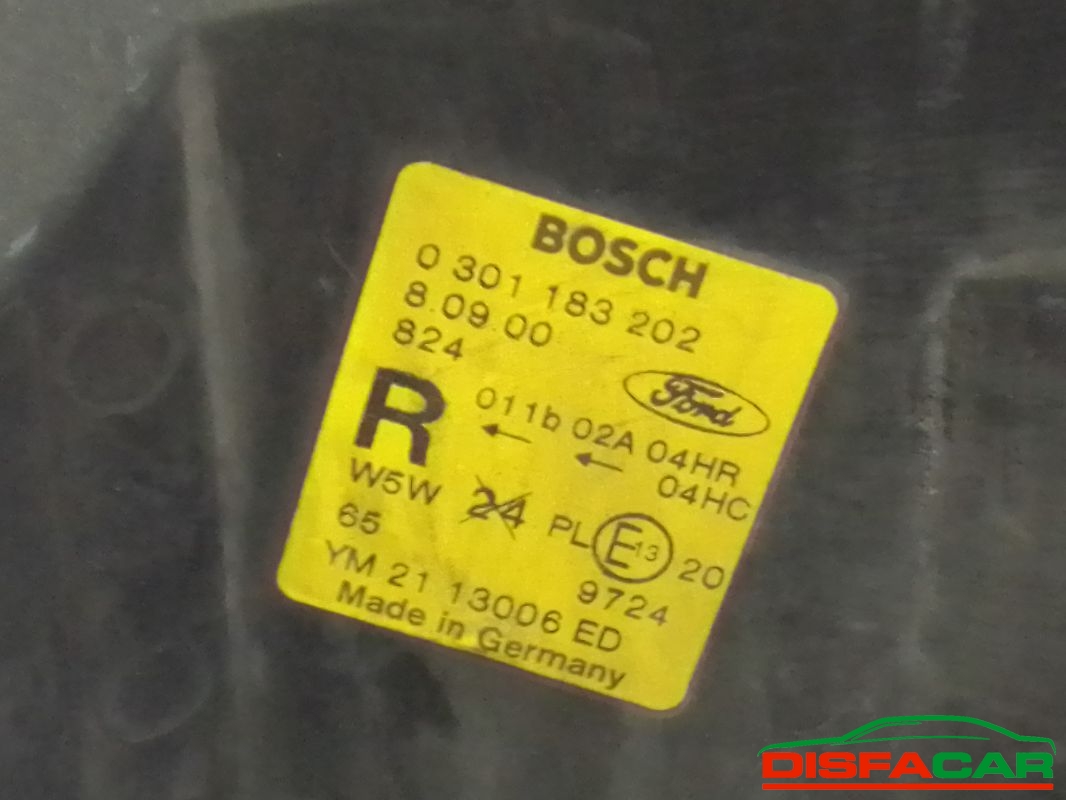 BOSCH
0 301 183 202
8 09 00
824
Ford
R 011b 02A 04HR
04HC
W5W 24 PL E13 20
65 9724
YM 21 13006 ED
Made in Germany
DISFACAR